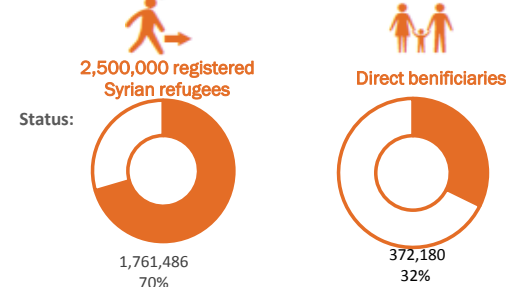 2,500,000 registered
Syrian refugees
Direct benificiaries
Status:
1,761,486
70%
372,180
32%